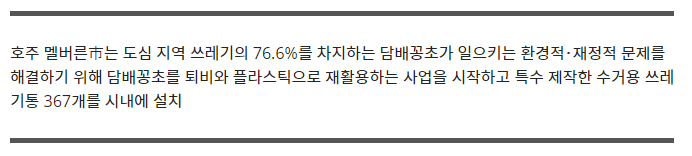 호주 멜버른市는 도심 지역 쓰레기의 76.6%를 차지하는 담배꽁초가 일으키는 환경적·재정적 문제를
해결하기 위해 담배꽁초를 퇴비와 플라스틱으로 재활용하는 사업을 시작하고 특수 제작한 수거용 쓰레
기통 367개를 시내에 설치